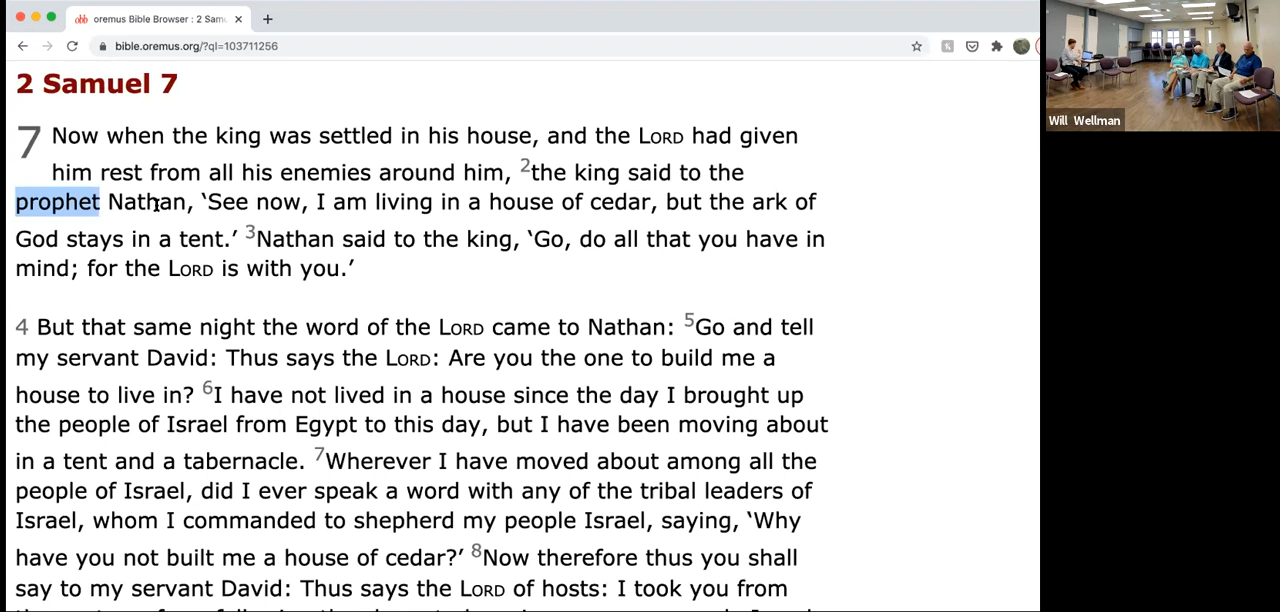 obb oremus Bible Browser : 2 Samu
bible.oremus.org/?ql=103711256
2 Samuel 7
7 Now when the king was settled in his house, and the LORD had given
him rest from all his enemies around him, 2the king said to the
prophet Nathan, ‘See now, I am living in a house of cedar, but the ark of
God stays in a tent.’ 3Nathan said to the king, ‘Go, do all that you have in
mind; for the LORD is with you.’
4 But that same night the word of the LORD came to Nathan: 5Go and tell
my servant David: Thus says the LORD: Are you the one to build me a
house to live in? 6I have not lived in a house since the day I brought up
the people of Israel from Egypt to this day, but I have been moving about
in a tent and a tabernacle. 7Wherever I have moved about among all the
people of Israel, did I ever speak a word with any of the tribal leaders of
Israel, whom I commanded to shepherd my people Israel, saying, ‘Why
have you not built me a house of cedar?’ 8Now therefore thus you shall
say to my servant David: Thus says the LORD of hosts: I took you from
Will Wellman